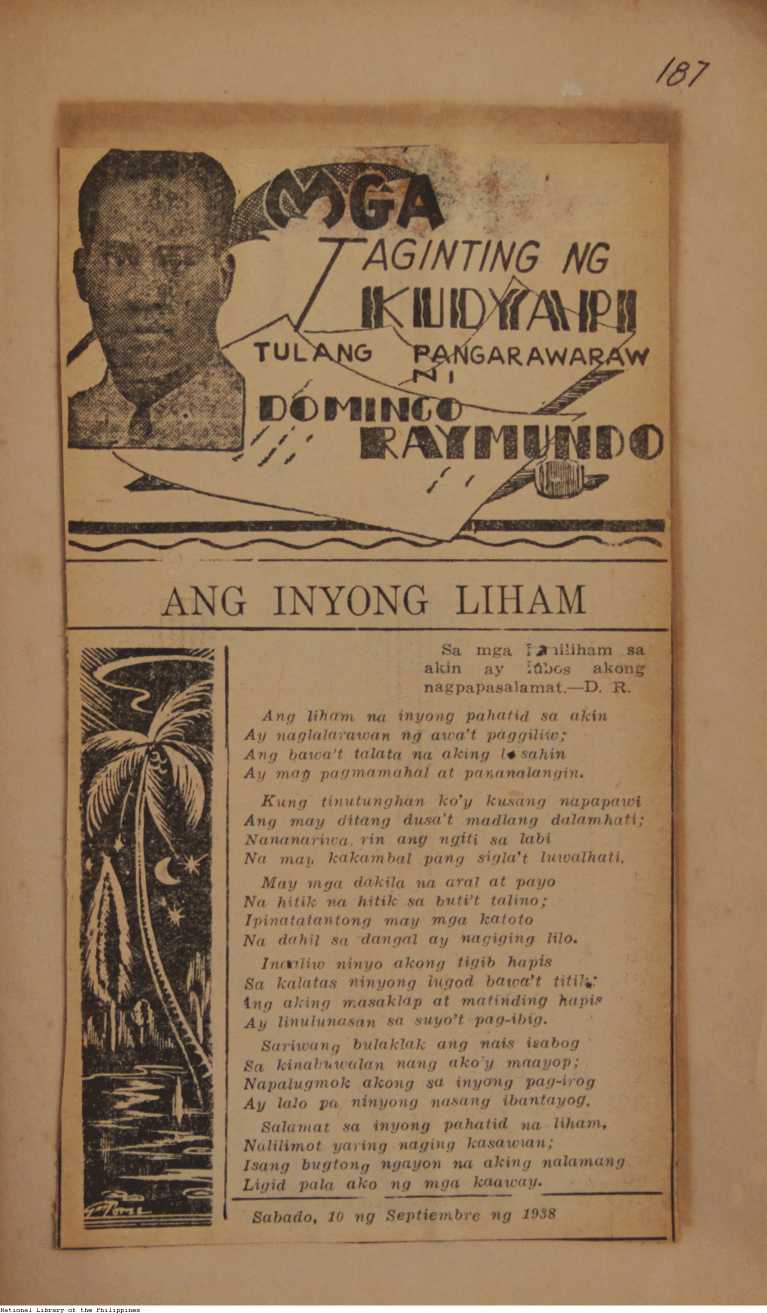 187
MGA
TAGINTING NG
KUDYAPI
TULANG PANGARAWARAW
NI
DOMINGO
RAYMUNDO
ANG INYONG LIHAM
Sa mga sa
akin ay lubos akong
nagpapasalamat.—D. R.
Ang liham na inyong pahatid sa akin
Ay naglalarawan ng awa't paggiliw;
Ang bawa't talata na aking
Ay may pagmamahal at pananalangin.
Kung tinutunghan ko'y kusang napapawi
Ang may ditang dusa't madlang dalamhati;
Nananariwa rin ang ngiti sa labi
Na may kakambal pang sigla't luwalhati.
May mga dakila na aral at payo
Na hitik na hitik sa buti't talino;
Ipinatatantong may mga katoto
Na dahil sa dangal ay nagiging lilo.
Inaaliw ninyo akong tigib hapis
Sa kalatas ninyong lugod bawa't titik;
Ang aking masaklap at matinding hapis
Ay linulunasan sa suyo't pag-ibig.
Sariwang bulaklak ang nais isabog
Sa kinabuwalan nang ako'y maayop;
Napalugmok akong sa inyong pag-irog
Ay lalo pa ninyong nasang ibantayog.
Salamat sa inyong pahatid na liham,
Nalilimot yaring naging kasawian;
Isang bugtong ngayon na aking nalamang
Ligid pala ako ng mga kaaway.
Sabado, 10 ng Septiembre ng 1938
National Library of the Philippines